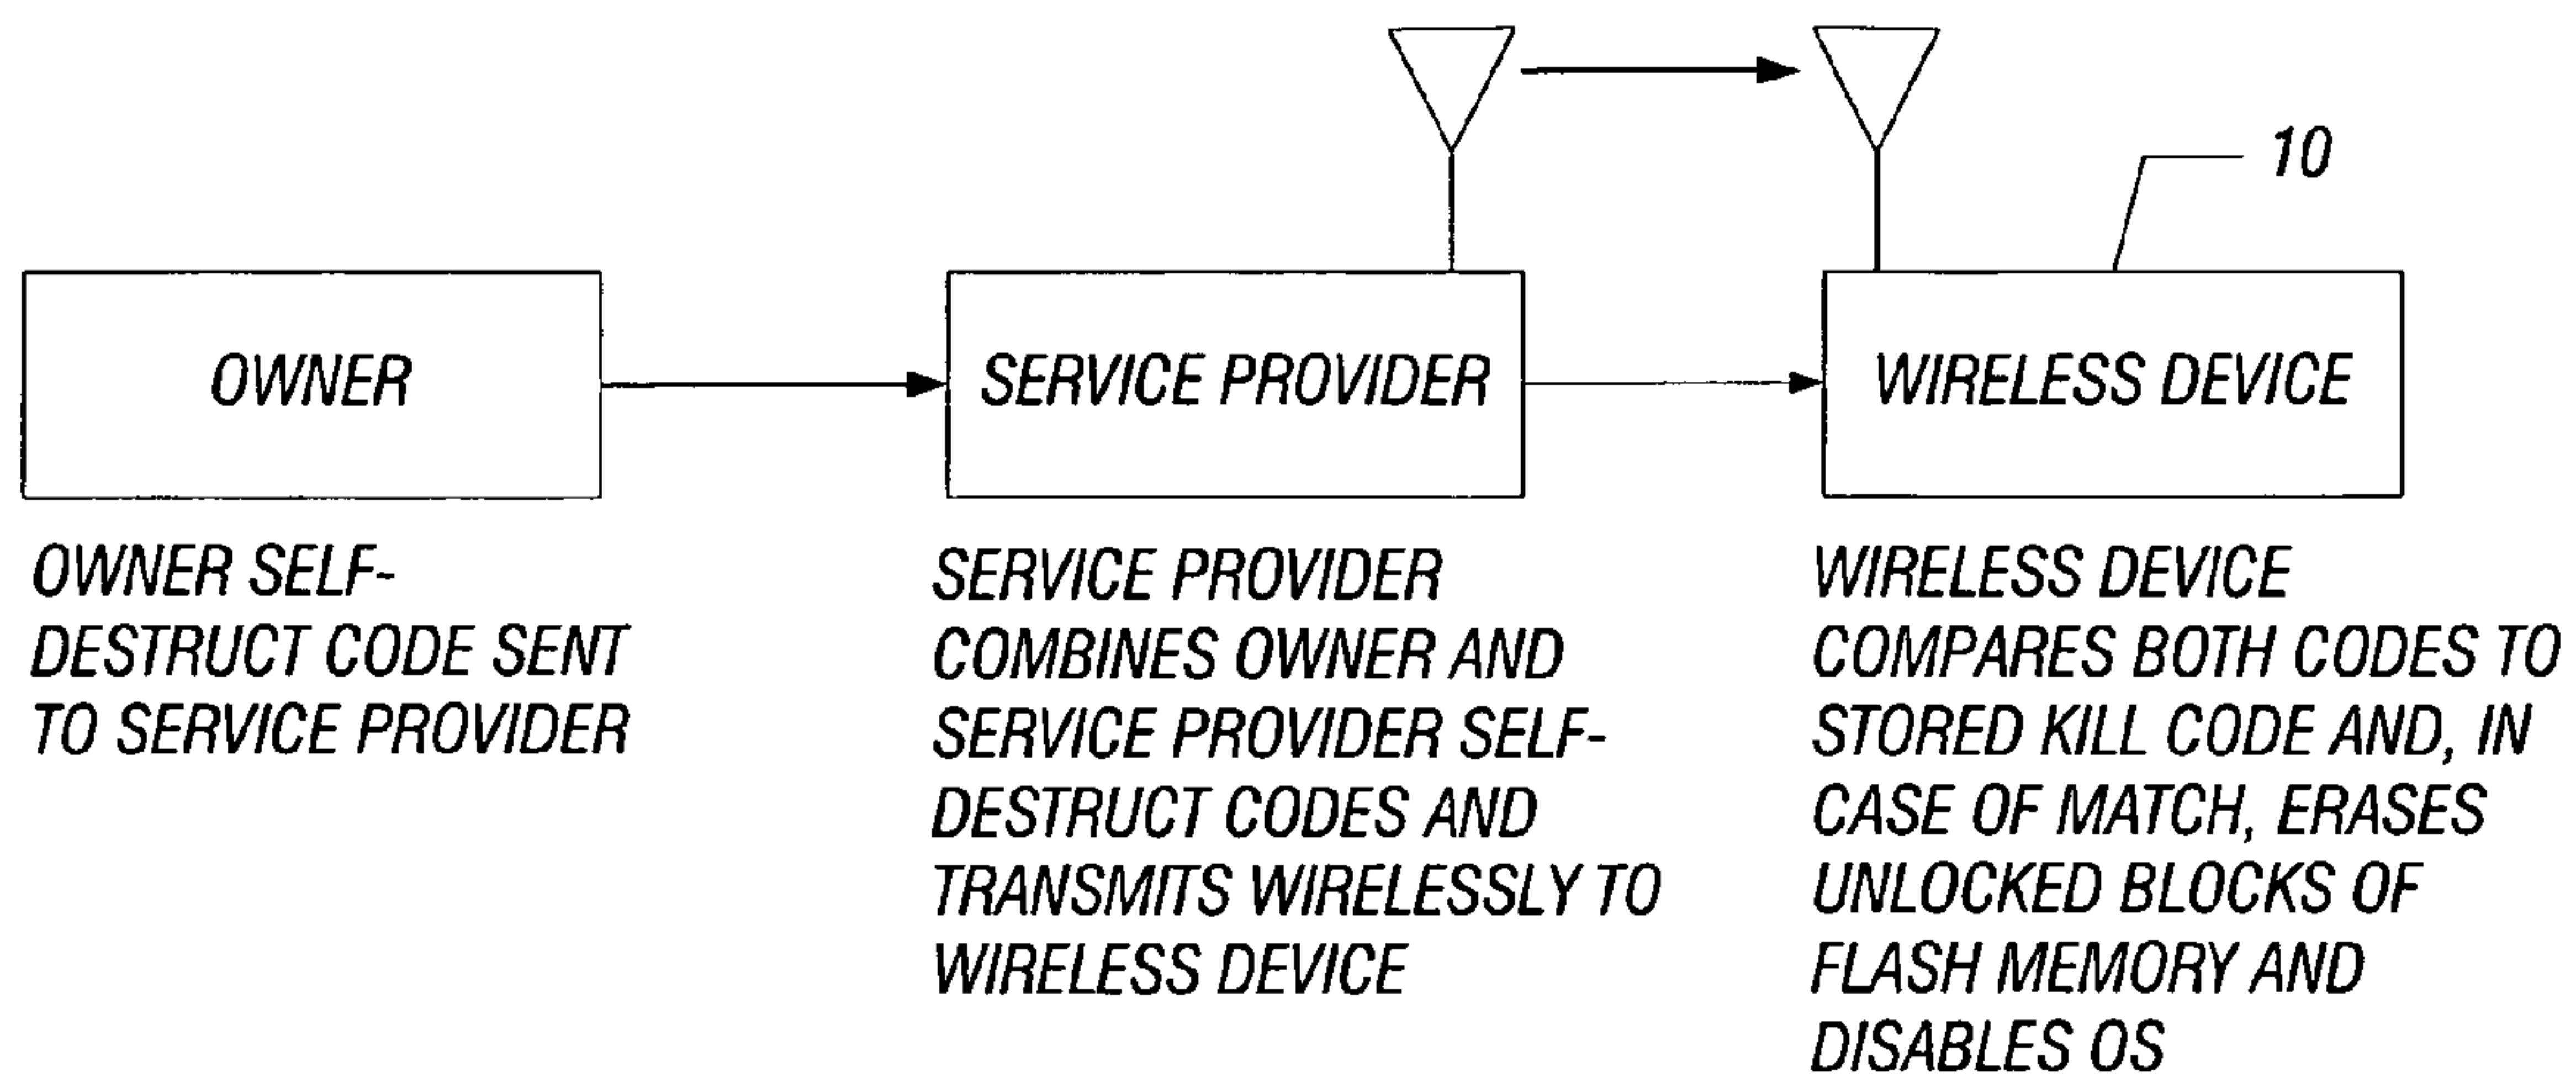 10
OWNER
SERVICE PROVIDER
WIRELESS DEVICE
OWNER SELF-
DESTRUCT CODE SENT
TO SERVICE PROVIDER
SERVICE PROVIDER
COMBINES OWNER AND
SERVICE PROVIDER SELF-
DESTRUCT CODES AND
TRANSMITS WIRELESSLY TO
WIRELESS DEVICE
WIRELESS DEVICE
COMPARES BOTH CODES TO
STORED KILL CODE AND, IN
CASE OF MATCH, ERASES
UNLOCKED BLOCKS OF
FLASH MEMORY AND
DISABLES OS